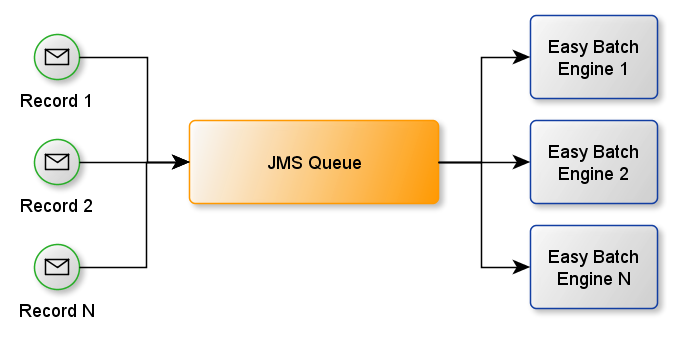 Record 1
Record 2
Record N
JMS Queue
Easy Batch
Engine 1
Easy Batch
Engine 2
Easy Batch
Engine N